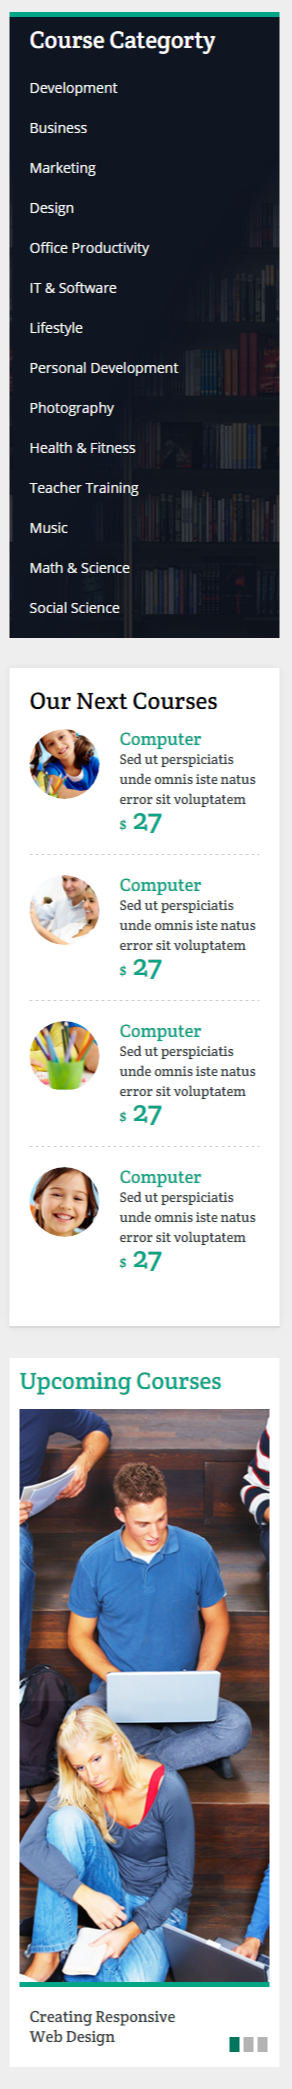 Course Categorty
Development
Business
Marketing
Design
Office Productivity
IT & Software
Lifestyle
Personal Development
Photography
Health & Fitness
Teacher Training
Music
Math & Science
Social Science
Our Next Courses
Computer
Sed ut perspiciatis
unde omnis iste natus
error sit voluptatem
$ 27
Computer
Sed ut perspiciatis
unde omnis iste natus
error sit voluptatem
$ 27
Computer
Sed ut perspiciatis
unde omnis iste natus
error sit voluptatem
$ 27
Computer
Sed ut perspiciatis
unde omnis iste natus
error sit voluptatem
$ 27
Upcoming Courses
Creating Responsive
Web Design